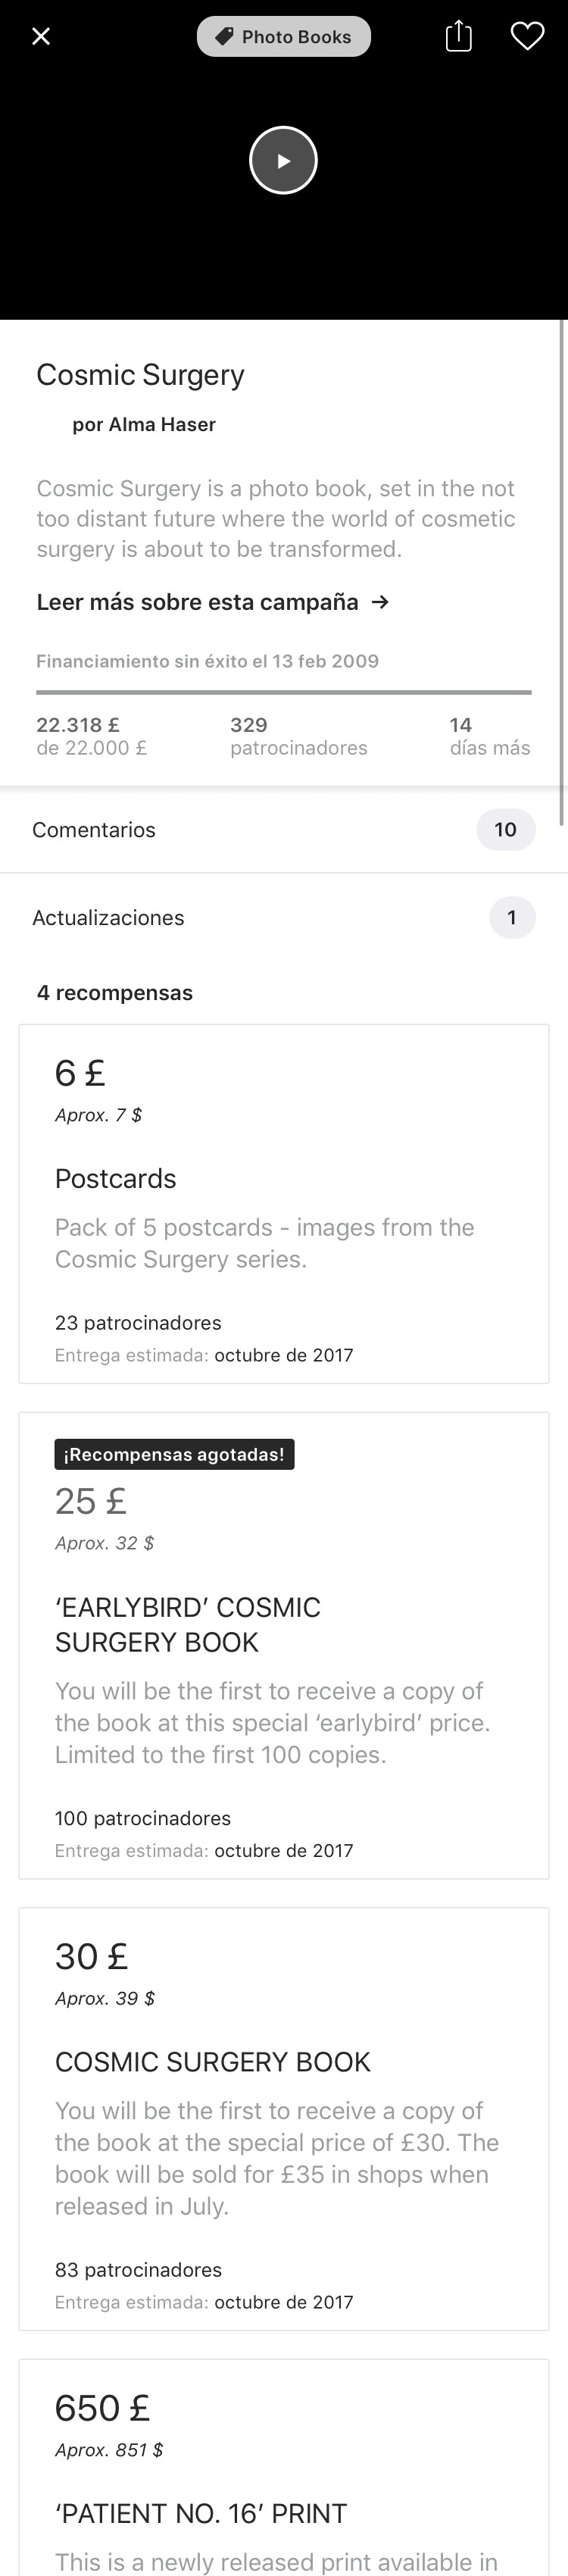 Photo Books
Cosmic Surgery
por Alma Haser
Cosmic Surgery is a photo book, set in the not
too distant future where the world of cosmetic
surgery is about to be transformed.
Leer más sobre esta campaña →
Financiamiento sin éxito el 13 feb 2009
22.318 £
de 22.000 £
329
patrocinadores
14
días más
Comentarios
10
Actualizaciones
1
4 recompensas
6 £
Aprox. 7 $
Postcards
Pack of 5 postcards - images from the
Cosmic Surgery series.
23 patrocinadores
Entrega estimada: octubre de 2017
¡Recompensas agotadas!
25 £
Aprox. 32 $
‘EARLYBIRD’ COSMIC
SURGERY BOOK
You will be the first to receive a copy of
the book at this special ‘earlybird’ price.
Limited to the first 100 copies.
100 patrocinadores
Entrega estimada: octubre de 2017
30 £
Aprox. 39 $
COSMIC SURGERY BOOK
You will be the first to receive a copy of
the book at the special price of £30. The
book will be sold for £35 in shops when
released in July.
83 patrocinadores
Entrega estimada: octubre de 2017
650 £
Aprox. 851 $
‘PATIENT NO. 16’ PRINT
This is a newly released print available in